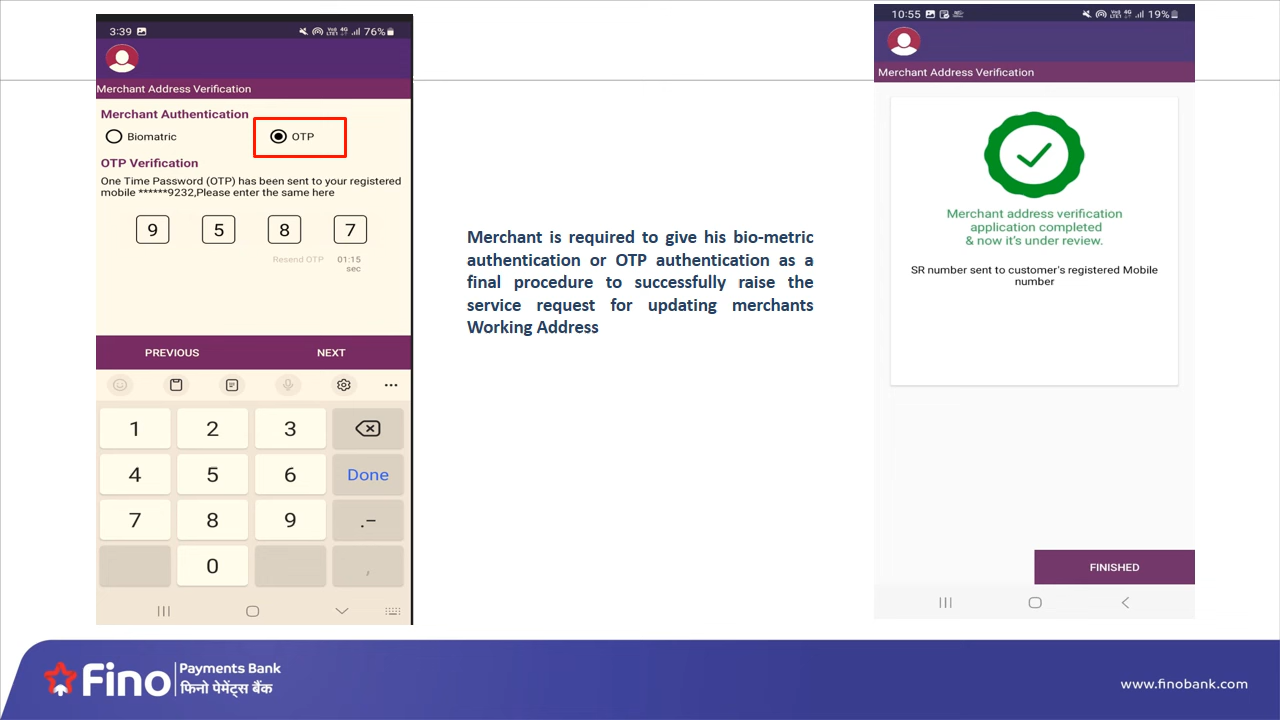 3:39
76%
Merchant Address Verification
Merchant Authentication
Biomatric
OTP
OTP Verification
One Time Password (OTP) has been sent to your registered
mobile ******9232,Please enter the same here
9 5 8 7
Resend OTP
01:15
sec
PREVIOUS
NEXT
1 2 3
4 5 6 Done
7 8 9 .–
0 ,
Merchant is required to give his bio-metric
authentication or OTP authentication as a
final procedure to successfully raise the
service request for updating merchants
Working Address
10:55
19%
Merchant Address Verification
Merchant address verification
application completed
& now it's under review.
SR number sent to customer's registered Mobile
number
FINISHED
Fino
Payments Bank
फिनो पेमेंट्स बैंक
www.finobank.com